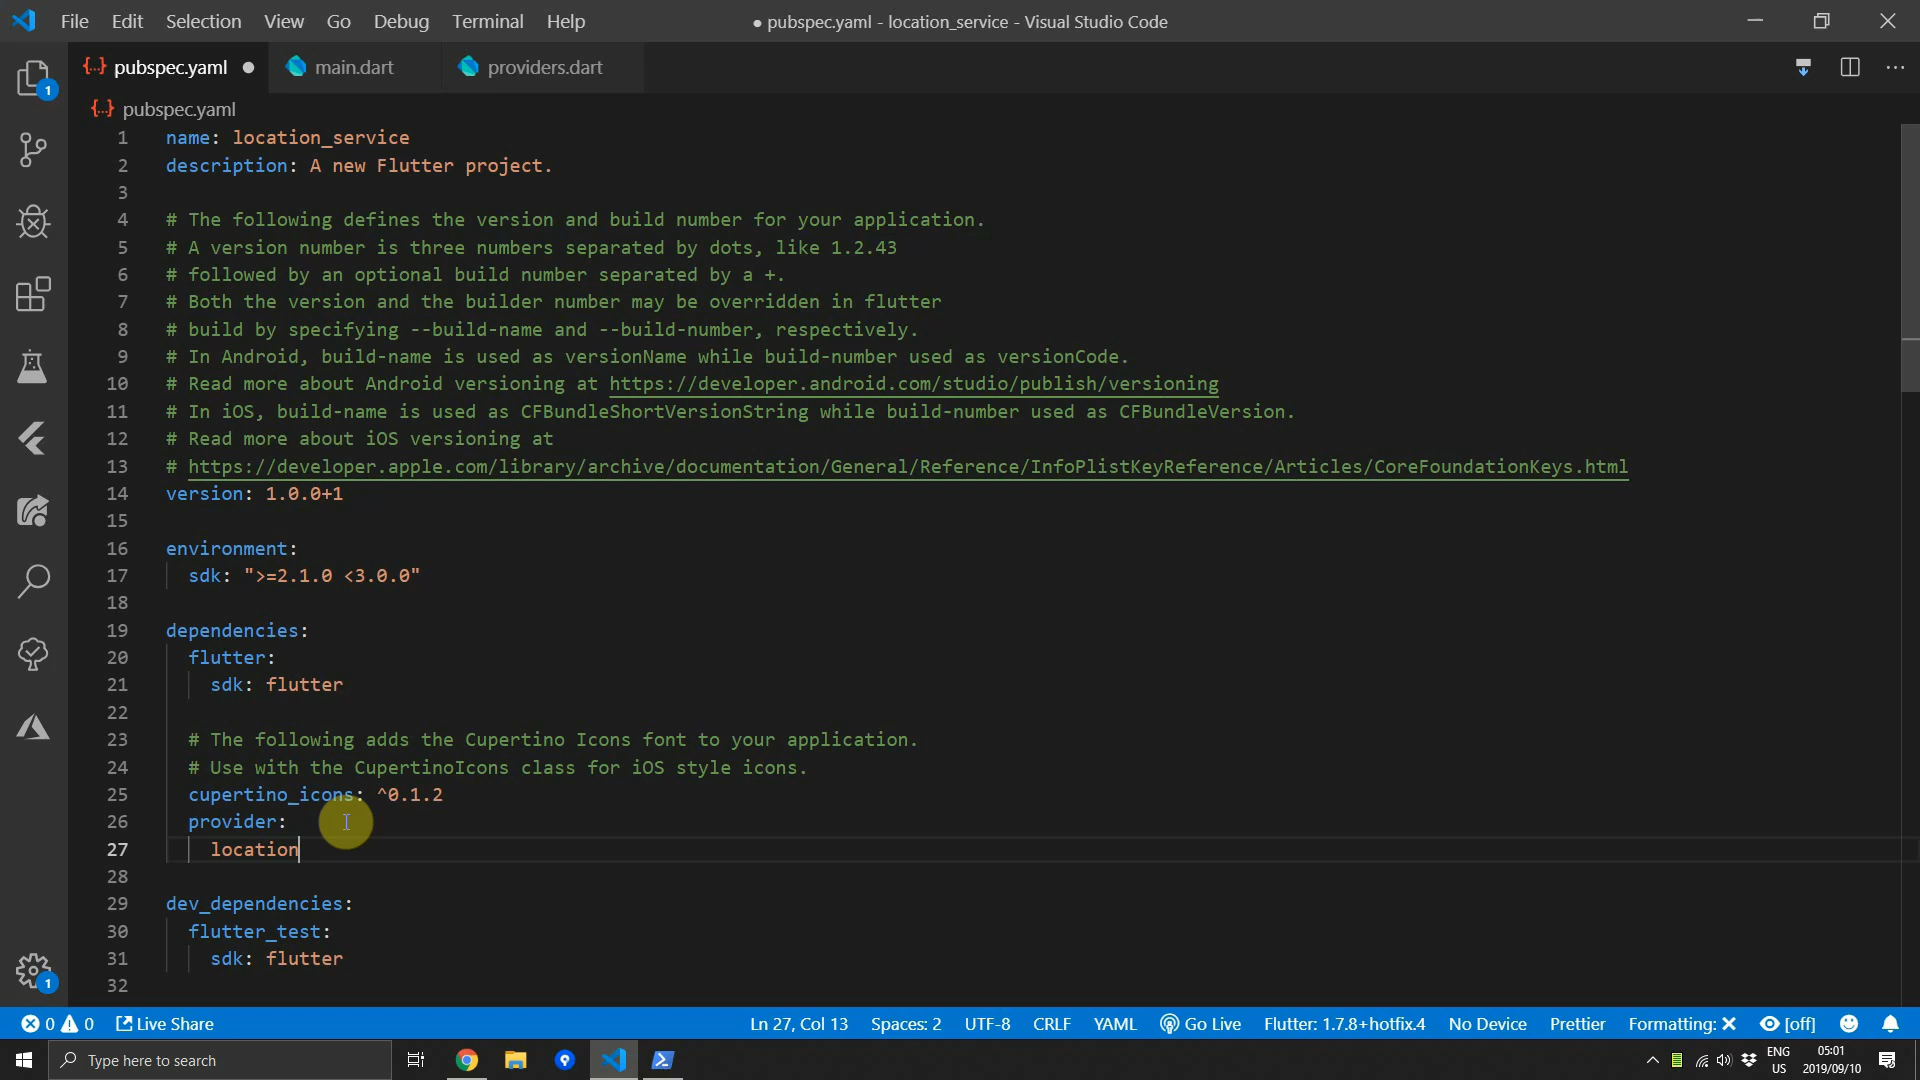 File Edit Selection View Go Debug Terminal Help
● pubspec.yaml - location_service - Visual Studio Code
{..} pubspec.yaml ●
main.dart
providers.dart
1
{..} pubspec.yaml
1 name: location_service
2 description: A new Flutter project.
3
4 # The following defines the version and build number for your application.
5 # A version number is three numbers separated by dots, like 1.2.43
6 # followed by an optional build number separated by a +.
7 # Both the version and the builder number may be overridden in flutter
8 # build by specifying --build-name and --build-number, respectively.
9 # In Android, build-name is used as versionName while build-number used as versionCode.
10 # Read more about Android versioning at https://developer.android.com/studio/publish/versioning
11 # In iOS, build-name is used as CFBundleShortVersionString while build-number used as CFBundleVersion.
12 # Read more about iOS versioning at
13 # https://developer.apple.com/library/archive/documentation/General/Reference/InfoPlistKeyReference/Articles/CoreFoundationKeys.html
14 version: 1.0.0+1
15
16 environment:
17 sdk: ">=2.1.0 <3.0.0"
18
19 dependencies:
20 flutter:
21 sdk: flutter
22
23 # The following adds the Cupertino Icons font to your application.
24 # Use with the CupertinoIcons class for iOS style icons.
25 cupertino_icons: ^0.1.2
26 provider:
27 location
28
29 dev_dependencies:
30 flutter_test:
31 sdk: flutter
32
1
0 0 Live Share
Ln 27, Col 13 Spaces: 2 UTF-8 CRLF YAML Go Live Flutter: 1.7.8+hotfix.4 No Device Prettier Formatting: ✕ [off]
Type here to search
ENG US
05:01
2019/09/10